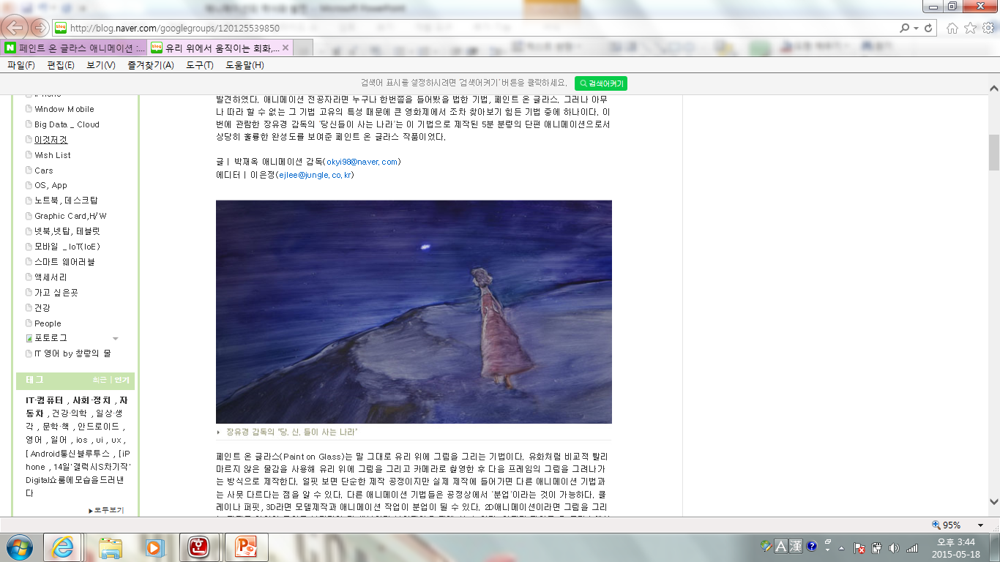 http://blog.naver.com/googlegroups/120125539850
페인트 온 글라스 애니메이션 :...
유리 위에서 움직이는 회화,...
파일(F) 편집(E) 보기(V) 즐겨찾기(A) 도구(T) 도움말(H)
검색어 표시를 설정하시려면 '검색어켜기' 버튼을 클릭하세요. 검색어켜기
Window Mobile
Big Data _ Cloud
이것저것
Wish List
Cars
OS, App
노트북, 데스크탑
Graphic Card,H/W
넷북,넷탑, 테블릿
모바일 _ IoT(IoE)
스마트 웨어러블
액세서리
가고 싶은곳
건강
People
포토로그
IT 영어 by 창랑의 물
태그 최근 | 인기
IT·컴퓨터 , 사회·정치 , 자
동차 , 건강·의학 , 일상·생
각 , 문학·책 , 안드로이드 ,
영어 , 일어 , ios , ui , ux ,
[Android통신블루투스 , [iP
hone , 14일'갤럭시S차기작'
Digital쇼룸에모습을드러낸
다
모두보기
발견하였다. 애니메이션 전공자라면 누구나 한번쯤을 들어봤을 법한 기법, 페인트 온 글라스. 그러나 아무
나 따라 할 수 없는 그 기법 고유의 특성 때문에 큰 영화제에서 조차 찾아보기 힘든 기법 중에 하나이다. 이
번에 관람한 장유경 감독의 '당신들이 사는 나라'는 이 기법으로 제작된 5분 분량의 단편 애니메이션으로서
상당히 훌륭한 완성도를 보여준 페인트 온 글라스 작품이었다.
글ㅣ 박재옥 애니메이션 감독(okyi98@naver.com)
에디터ㅣ이은정(ejlee@jungle.co.kr)
장유경 감독의 "당, 신, 들이 사는 나라"
페인트 온 글라스(Paint on Glass)는 말 그대로 유리 위에 그림을 그리는 기법이다. 유화처럼 비교적 빨리
마르지 않은 물감을 사용해 유리 위에 그림을 그리고 카메라로 촬영한 후 다음 프레임의 그림을 그려나가
는 방식으로 제작한다. 얼핏 보면 단순한 제작 공정이지만 실제 제작에 들어가면 다른 애니메이션 기법과
는 사뭇 다르다는 점을 알 수 있다. 다른 애니메이션 기법들은 공정상에서 '분업'이라는 것이 가능하다. 클
레이나 퍼핏, 3D라면 모델제작과 애니메이션 작업이 분업이 될 수 있다. 2D애니메이션이라면 그림을 그리
95%
A 漢
오후 3:44
2015-05-18